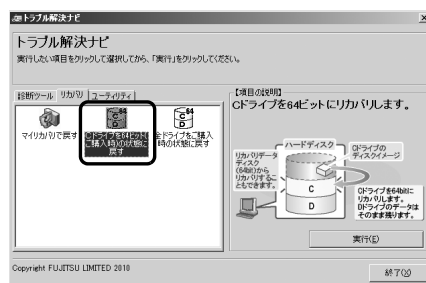 トラブル解決ナビ
トラブル解決ナビ
実行したい項目をクリックして選択してから、「実行」をクリックしてください。
診断ツール
リカバリ
ユーティリティ
マイリカバリで戻す
64
C
D
Cドライブを64ビット(
ご購入時)の状態に
戻す
64
C
D
全ドライブをご購入
時の状態に戻す
【項目の説明】
Cドライブを64ビットにリカバリします。
リカバリデータ
ディスク
(64bit)から
リカバリするこ
ともできます。
ハードディスク
Cドライブの
ディスクイメージ
C
D
Cドライブを64bitに
リカバリします。
Dドライブのデータは
そのまま残ります。
実行(E)
Copyright FUJITSU LIMITED 2010
終了(X)